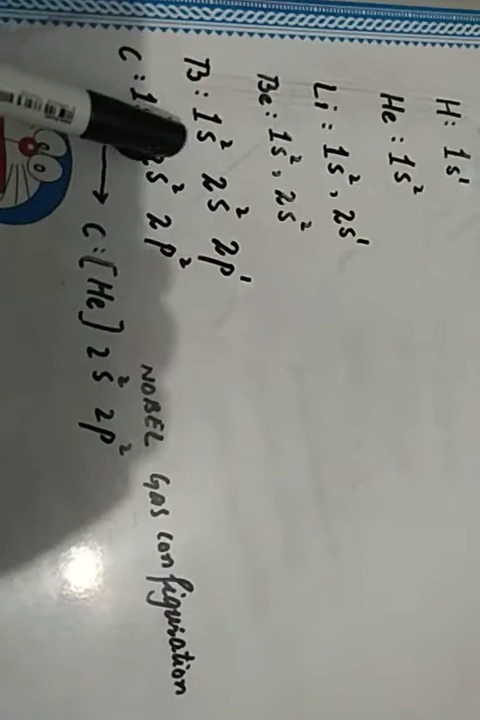 H: 1s¹
He: 1s²
Li: 1s², 2s¹
Be: 1s², 2s²
B: 1s² 2s² 2p¹
C: 1 2s² 2p²
→ C: [He] 2s² 2p²
NOBEL GAS configuration